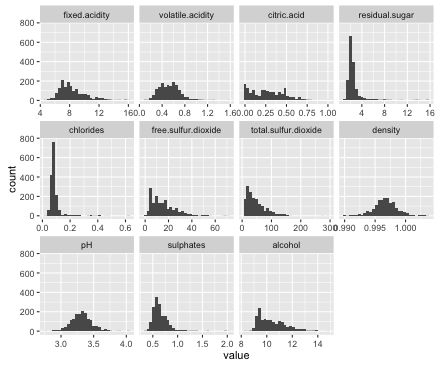 fixed.acidity volatile.acidity citric.acid residual.sugar
800
600
400
200
0
4 8 12 16 0.0 0.4 0.8 1.2 1.6 0.00 0.25 0.50 0.75 1.00 4 8 12 16
chlorides free.sulfur.dioxide total.sulfur.dioxide density
count
800
600
400
200
0
0.0 0.2 0.4 0.6 0 20 40 60 0 100 200 300 0.990 0.995 1.000
pH sulphates alcohol
800
600
400
200
0
3.0 3.5 4.0 0.5 1.0 1.5 2.0 8 10 12 14
value